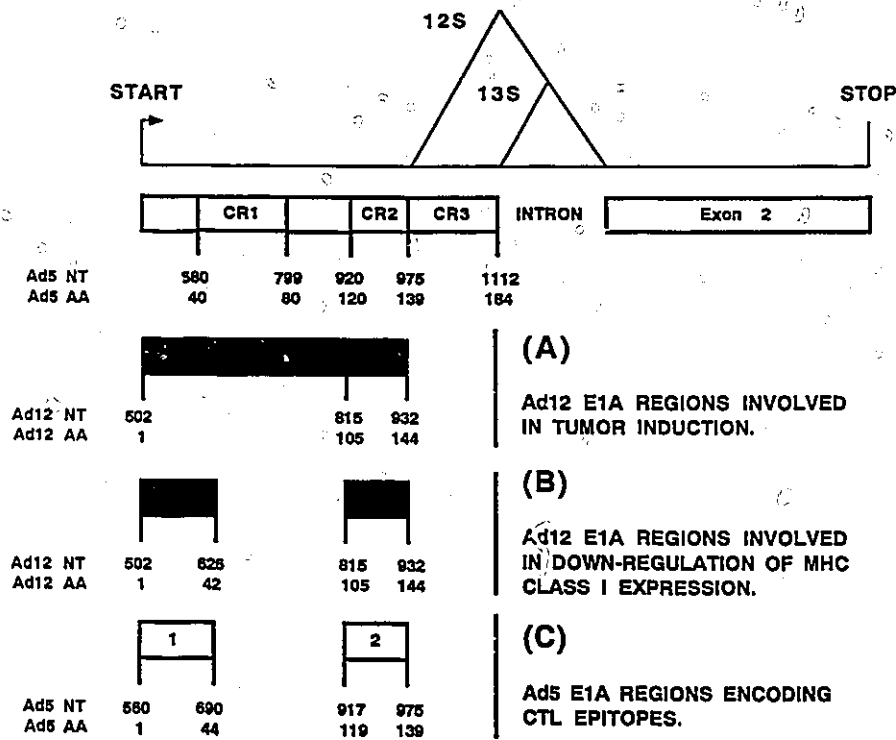 12S
13S
START
STOP
CR1 CR2 CR3 INTRON Exon 2
Ad5 NT 580 799 920 975 1112
Ad5 AA 40 80 120 139 184
(A)
Ad12 E1A REGIONS INVOLVED
IN TUMOR INDUCTION.
Ad12 NT 502 815 932
Ad12 AA 1 105 144
(B)
Ad12 E1A REGIONS INVOLVED
IN DOWN-REGULATION OF MHC
CLASS I EXPRESSION.
Ad12 NT 502 626 815 932
Ad12 AA 1 42 105 144
1 2
(C)
Ad5 E1A REGIONS ENCODING
CTL EPITOPES.
Ad5 NT 560 690 917 975
Ad5 AA 1 44 119 139